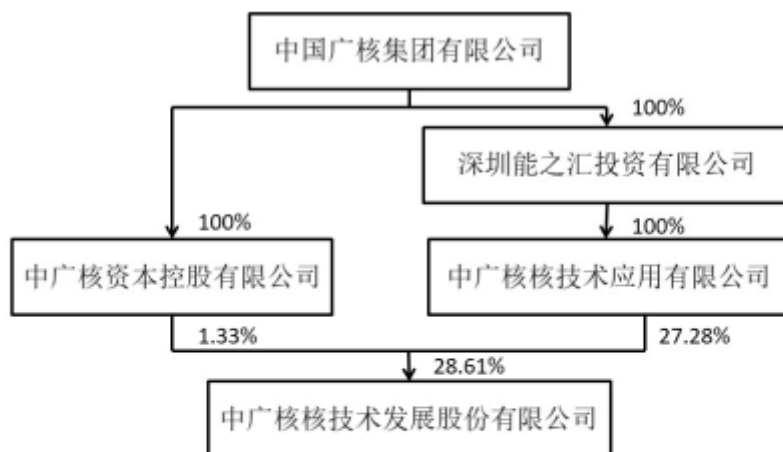 中国广核集团有限公司
100%
深圳能之汇投资有限公司
100%
100%
中广核资本控股有限公司
中广核核技术应用有限公司
1.33%
27.28%
28.61%
中广核核技术发展股份有限公司